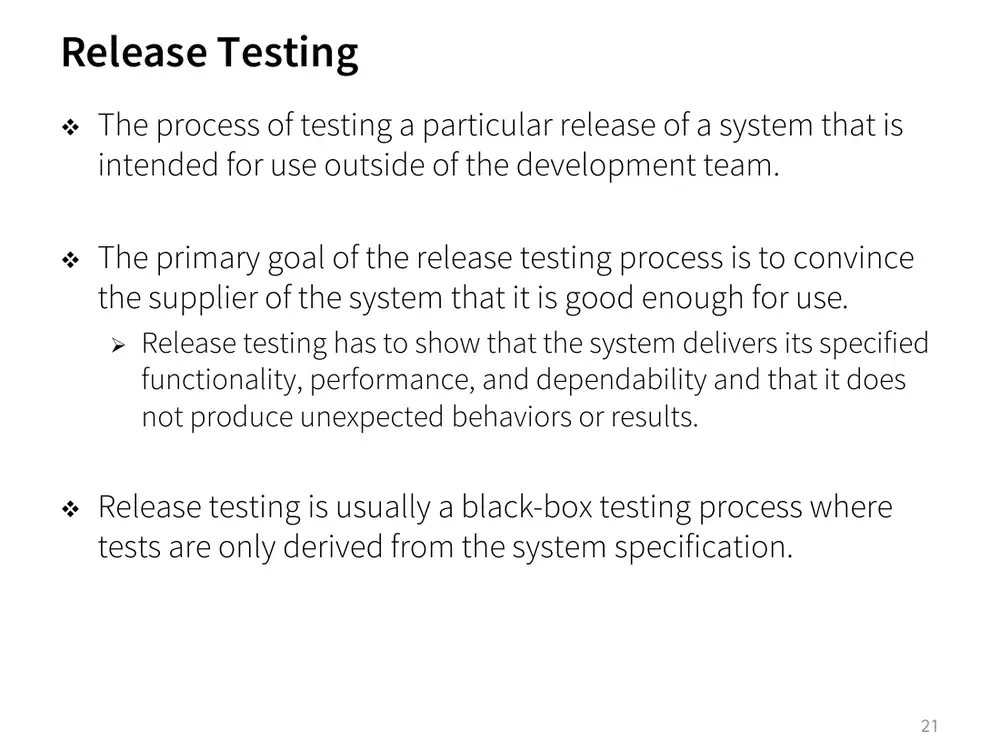 Release Testing
❖ The process of testing a particular release of a system that is
intended for use outside of the development team.
❖ The primary goal of the release testing process is to convince
the supplier of the system that it is good enough for use.
➢ Release testing has to show that the system delivers its specified
functionality, performance, and dependability and that it does
not produce unexpected behaviors or results.
❖ Release testing is usually a black-box testing process where
tests are only derived from the system specification.
21